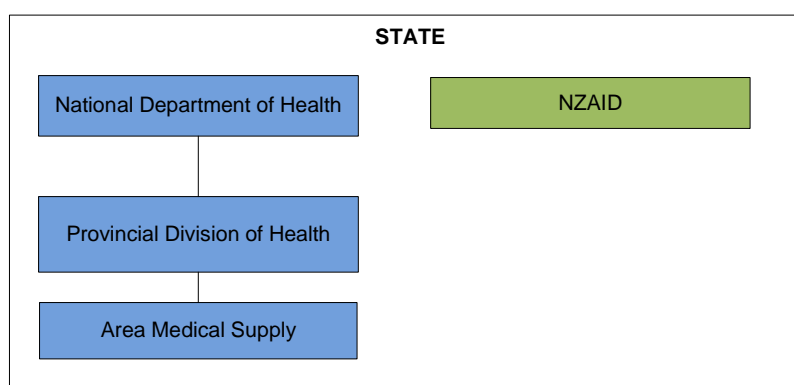 STATE
National Department of Health
NZAID
Provincial Division of Health
Area Medical Supply